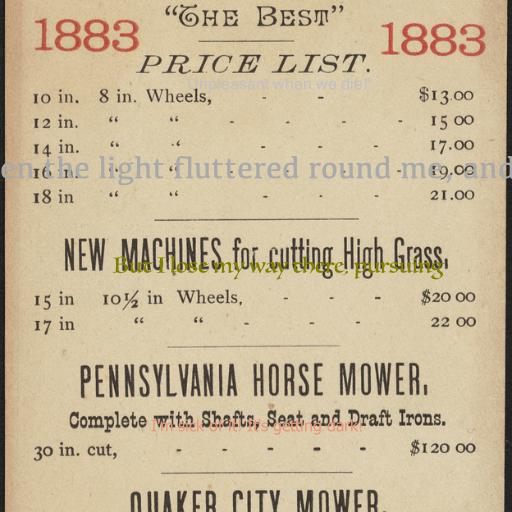 "The Best"
1883 1883
PRICE LIST.
Unpleasant when we die!"
10 in. 8 in. Wheels, - - $13.00
12 in. " " - - - - - 15 00
14 in. " " - - - 17.00
en the light fluttered round me, and
16 in. " " - - - - 19.00
18 in " " - - - 21.00
NEW MACHINES for cutting High Grass,
But I lose my way there, pursuing
15 in 10½ in Wheels, - - - $20 00
17 in " " - - - 22 00
PENNSYLVANIA HORSE MOWER,
Complete with Shafts, Seat and Draft Irons.
I'm sick of it! It's getting dark!
30 in. cut, - - - - - $120 00
QUAKER CITY MOWER.